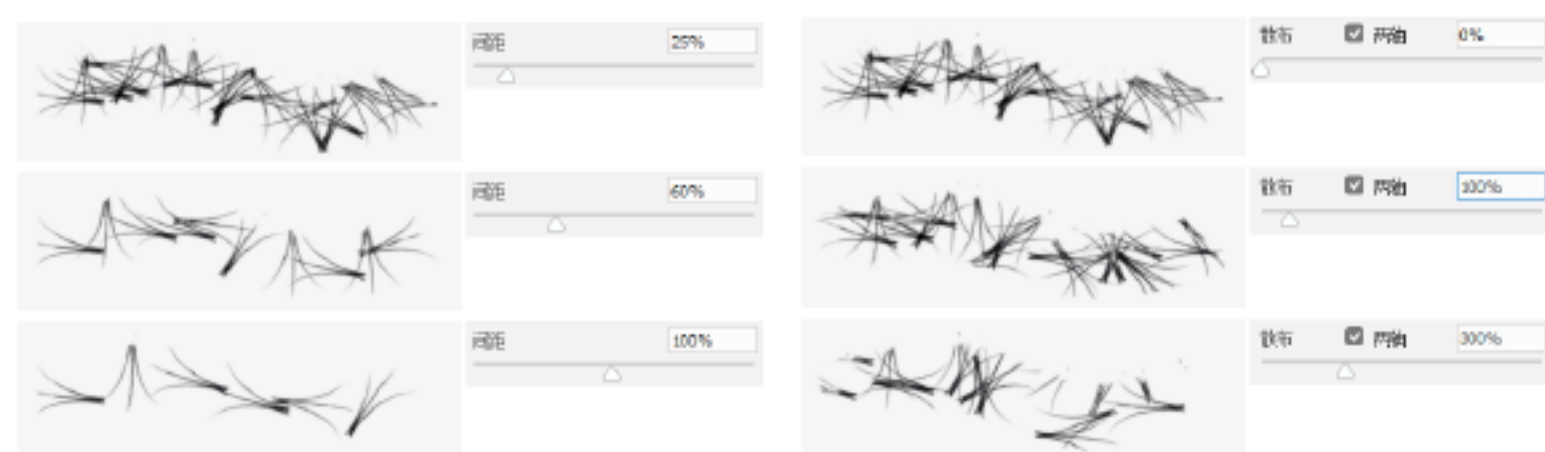 间距 25%
间距 60%
间距 100%
散布 两轴 0%
散布 两轴 100%
散布 两轴 300%